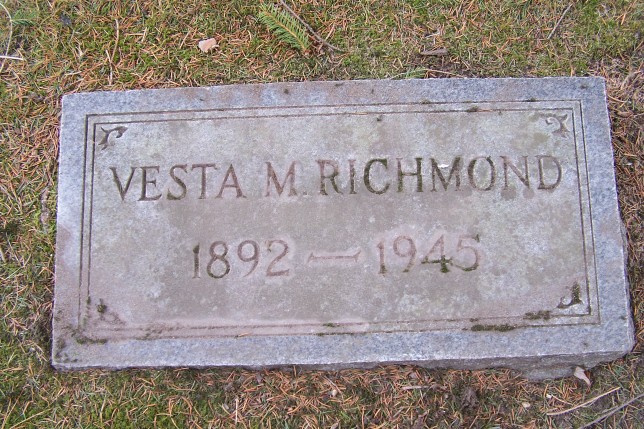 VESTA M. RICHMOND
1892 — 1945